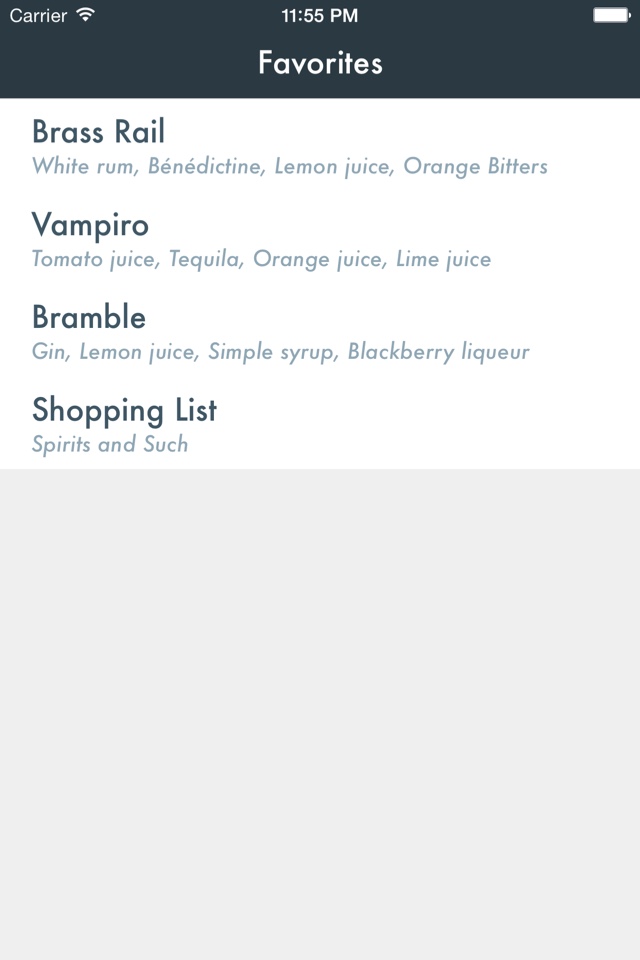 Carrier 11:55 PM
Favorites
Brass Rail
White rum, Bénédictine, Lemon juice, Orange Bitters
Vampiro
Tomato juice, Tequila, Orange juice, Lime juice
Bramble
Gin, Lemon juice, Simple syrup, Blackberry liqueur
Shopping List
Spirits and Such